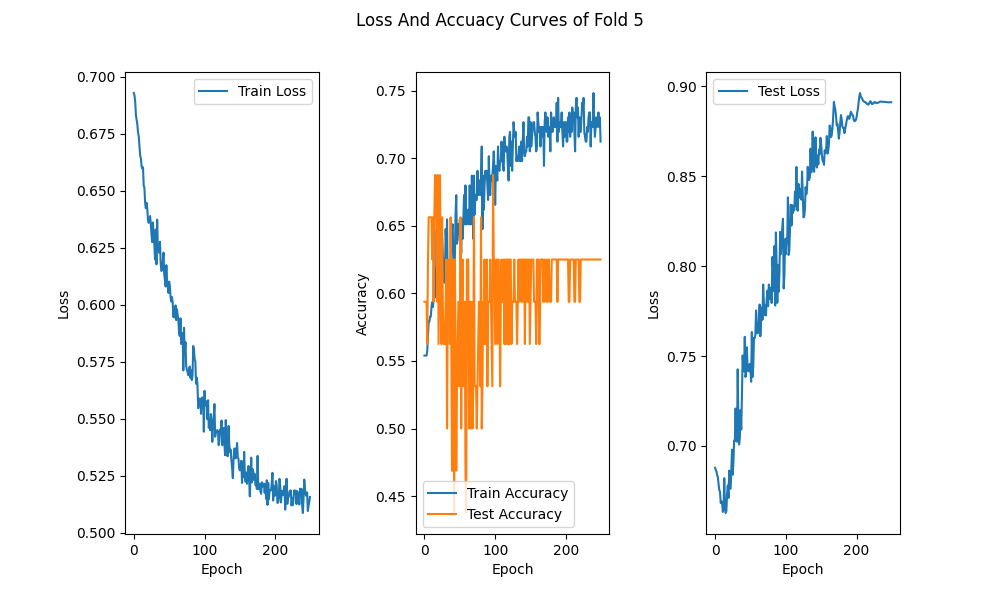 Loss And Accuacy Curves of Fold 5
0.700
0.675
0.650
0.625
0.600
0.575
0.550
0.525
0.500
Loss
0
100
200
Epoch
Train Loss
0.75
0.70
0.65
0.60
0.55
0.50
0.45
Accuracy
0
100
200
Epoch
Train Accuracy
Test Accuracy
0.90
0.85
0.80
0.75
0.70
Loss
0
100
200
Epoch
Test Loss